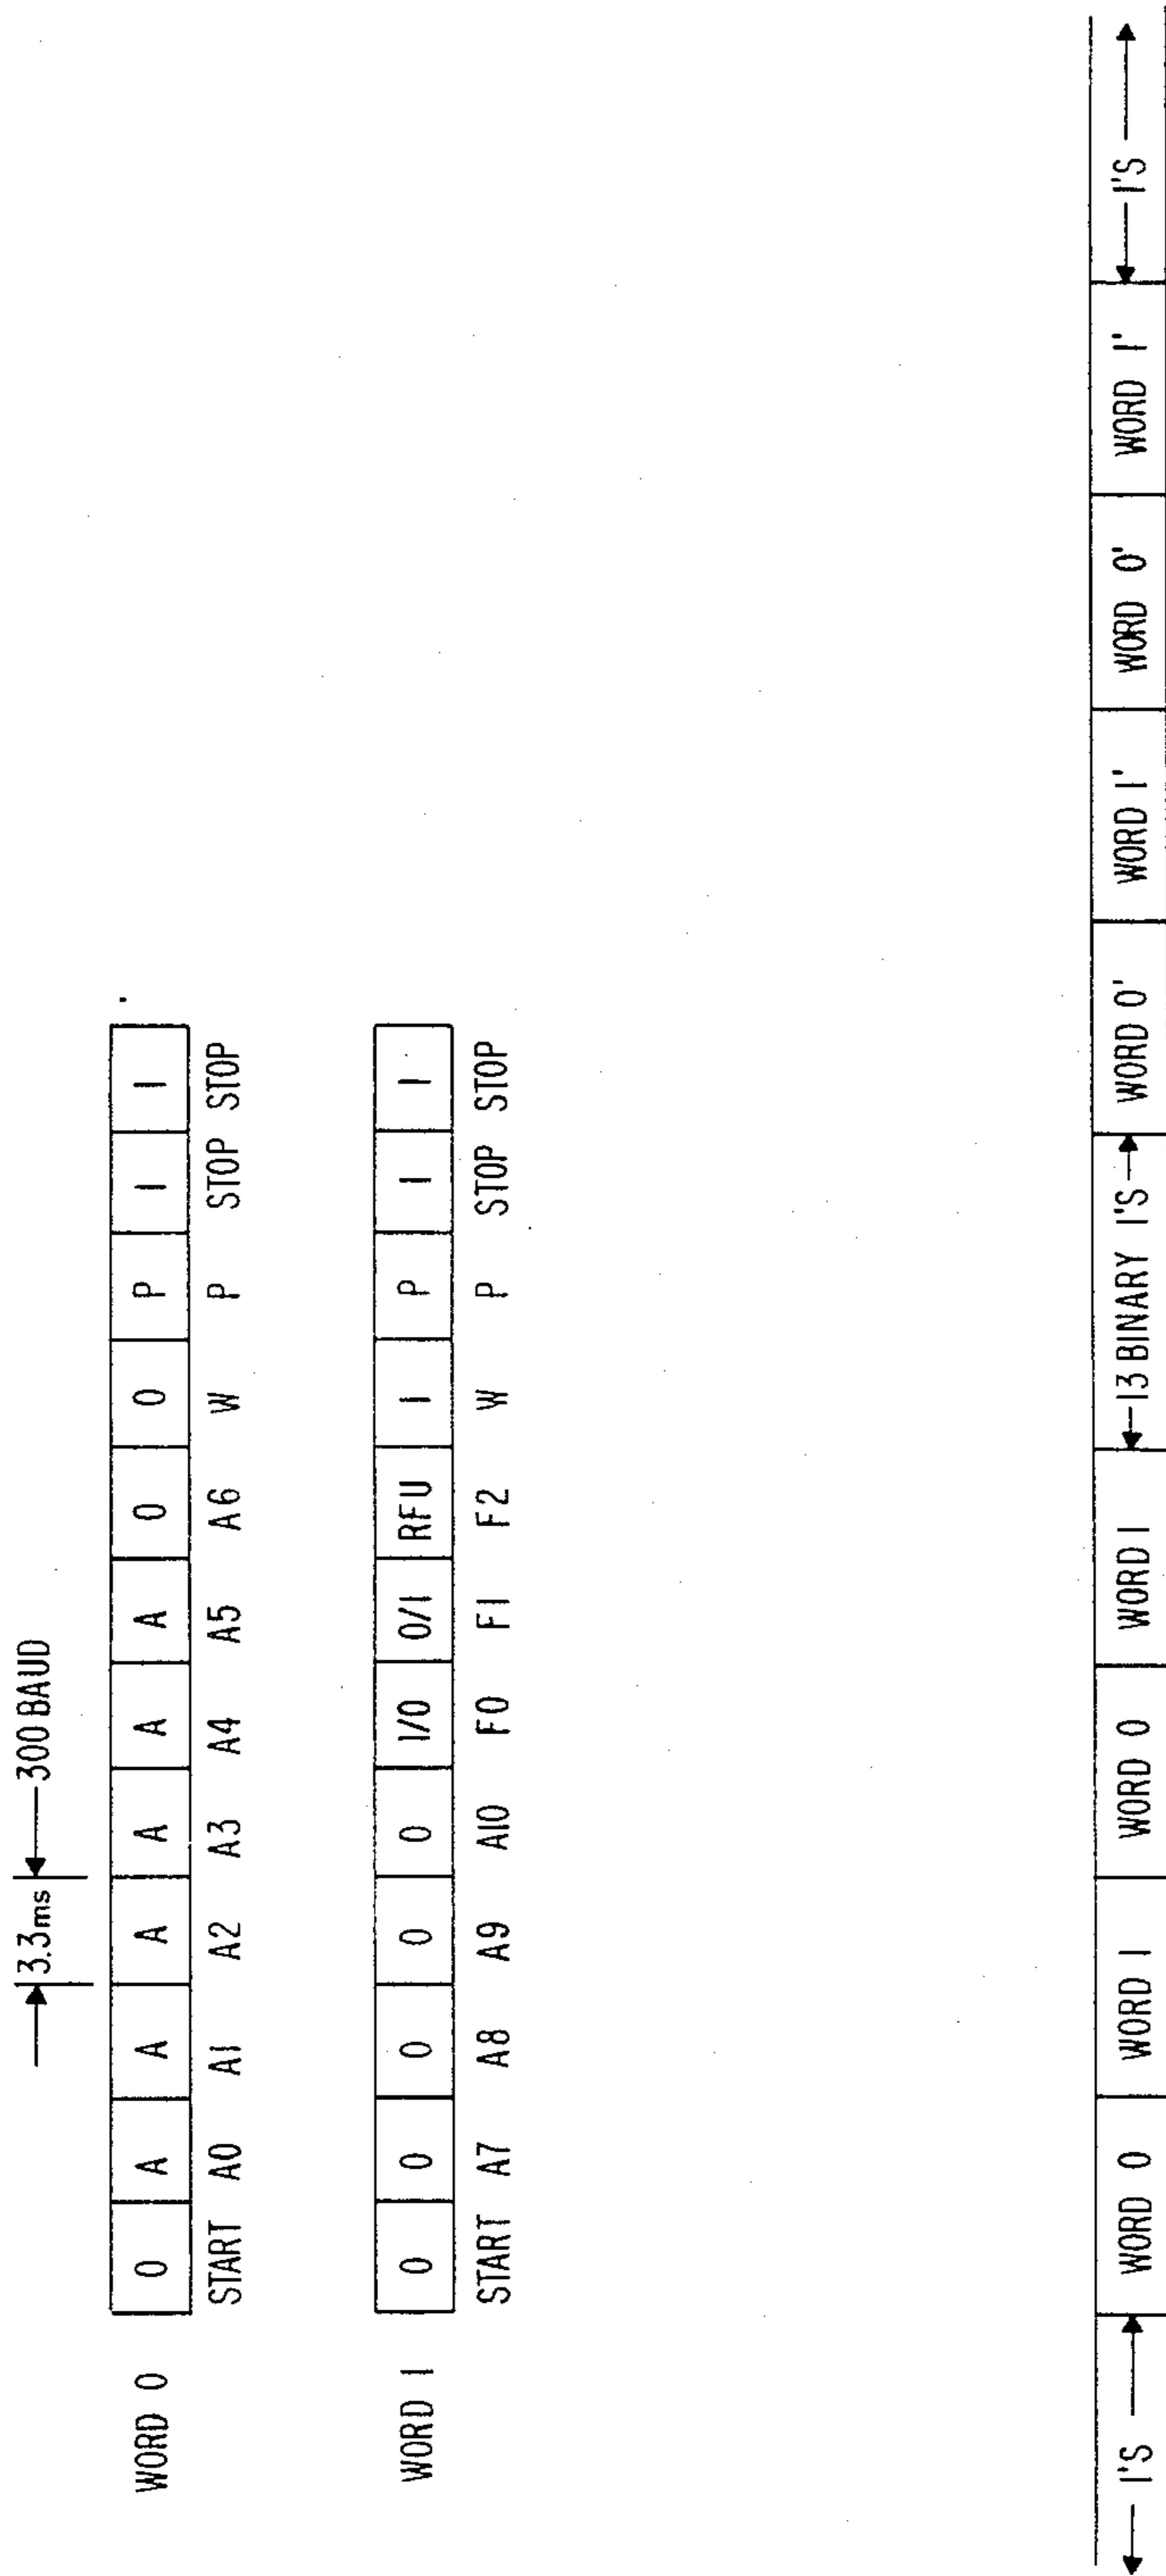 3.3ms 300 BAUD
WORD 0 0 A A A A A A 0 0 P 1 1
START A0 A1 A2 A3 A4 A5 A6 W P STOP STOP
WORD 1 0 0 0 0 0 1/0 0/1 RFU 1 P 1 1
START A7 A8 A9 A10 F0 F1 F2 W P STOP STOP
1'S WORD 0 WORD 1 WORD 0 WORD 1 13 BINARY 1'S WORD 0' WORD 1' WORD 0' WORD 1' 1'S